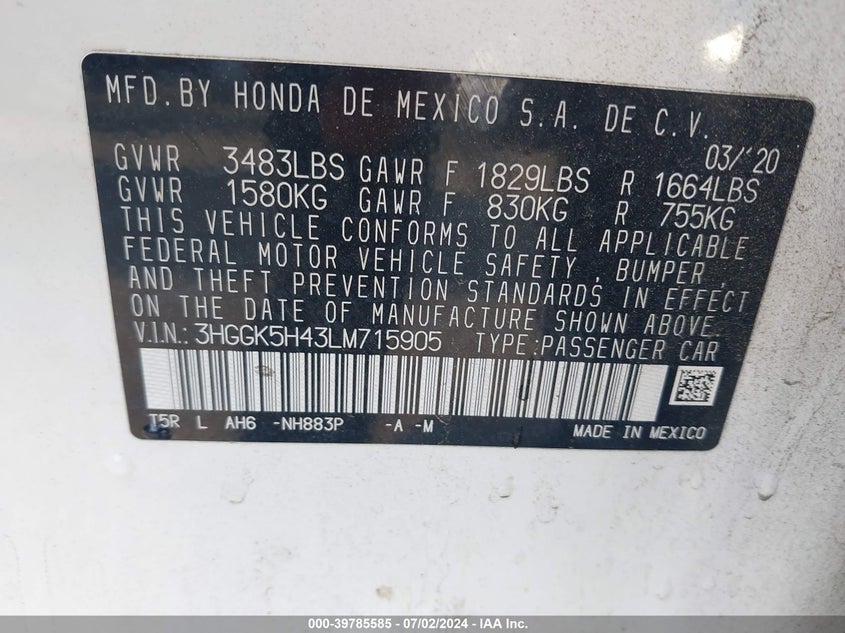 MFD.BY HONDA DE MEXICO S.A. DE C.V.
03/'20
GVWR 3483LBS GAWR F 1829LBS R 1664LBS
GVWR 1580KG GAWR F 830KG R 755KG
THIS VEHICLE CONFORMS TO ALL APPLICABLE
FEDERAL MOTOR VEHICLE SAFETY, BUMPER,
AND THEFT PREVENTION STANDARDS IN EFFECT
ON THE DATE OF MANUFACTURE SHOWN ABOVE.
V.I.N.: 3HGGK5H43LM715905 TYPE:PASSENGER CAR
T5R L AH6 -NH883P -A -M
MADE IN MEXICO
000-39785585 - 07/02/2024 - IAA Inc.